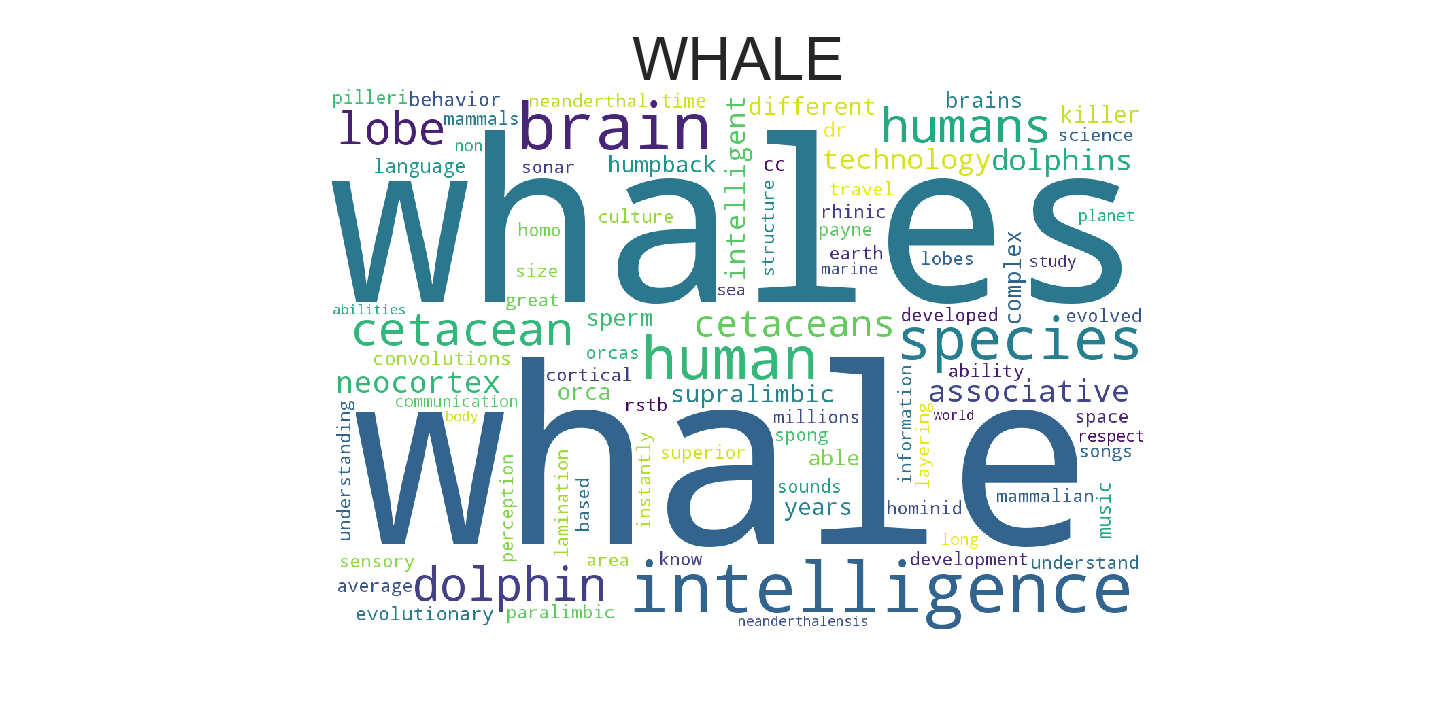 WHALE
pilleri
behavior
neanderthal
time
different
brains
killer
lobe
mammals
brain
intelligent
dr
humans
science
non
language
sonar
humpback
cc
technology
dolphins
whales
structure
travel
rhinic
planet
homo
culture
payne
earth
lobes
complex
study
size
marine
great
sea
abilities
cetacean
sperm
cetaceans
developed
evolved
species
convolutions
orcas
human
neocortex
cortical
ability
communication
orca
supralimbic
information
associative
body
rstb
millions
layering
world
space
whale
understanding
spong
respect
superior
able
songs
perception
lamination
based
instantly
sounds
years
hominid
mammalian
music
long
sensory
area
know
development
understand
average
dolphin
intelligence
evolutionary
paralimbic
neanderthalensis